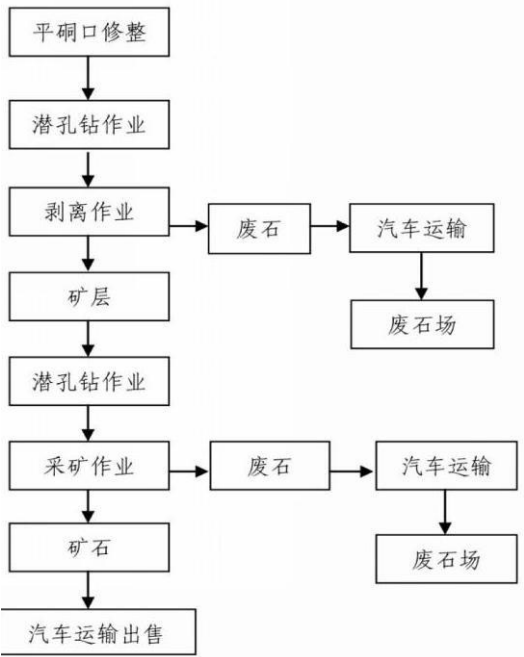 平硐口修整
潜孔钻作业
剥离作业
废石
汽车运输
矿层
废石场
潜孔钻作业
采矿作业
废石
汽车运输
矿石
废石场
汽车运输出售